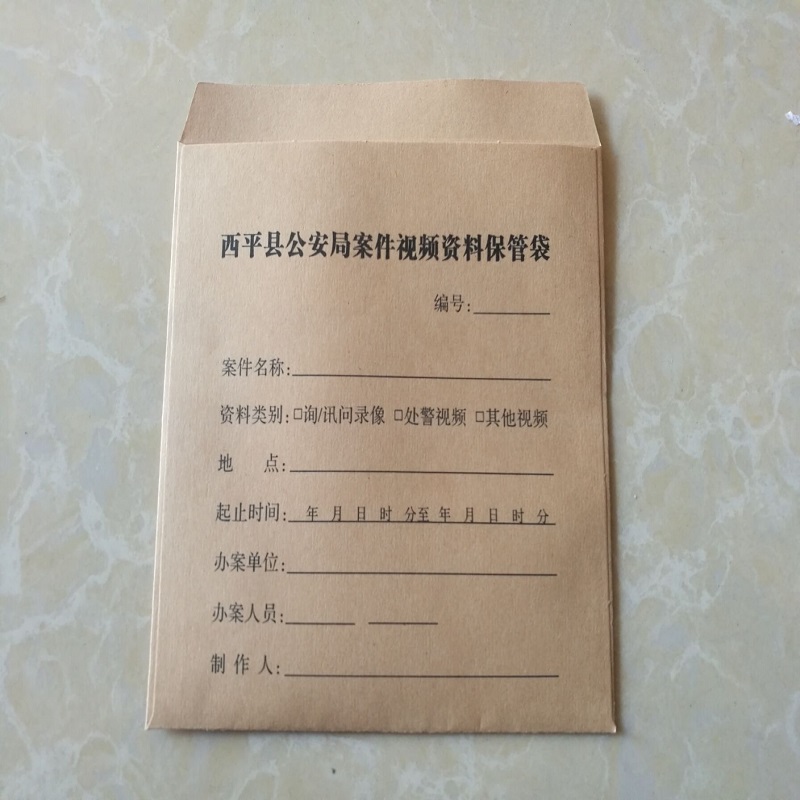 西平县公安局案件视频资料保管袋
编号:
案件名称:
资料类别:□询/讯问录像 □处警视频 □其他视频
地 点:
起止时间: 年 月 日 时 分至 年 月 日 时 分
办案单位:
办案人员:
制 作 人: